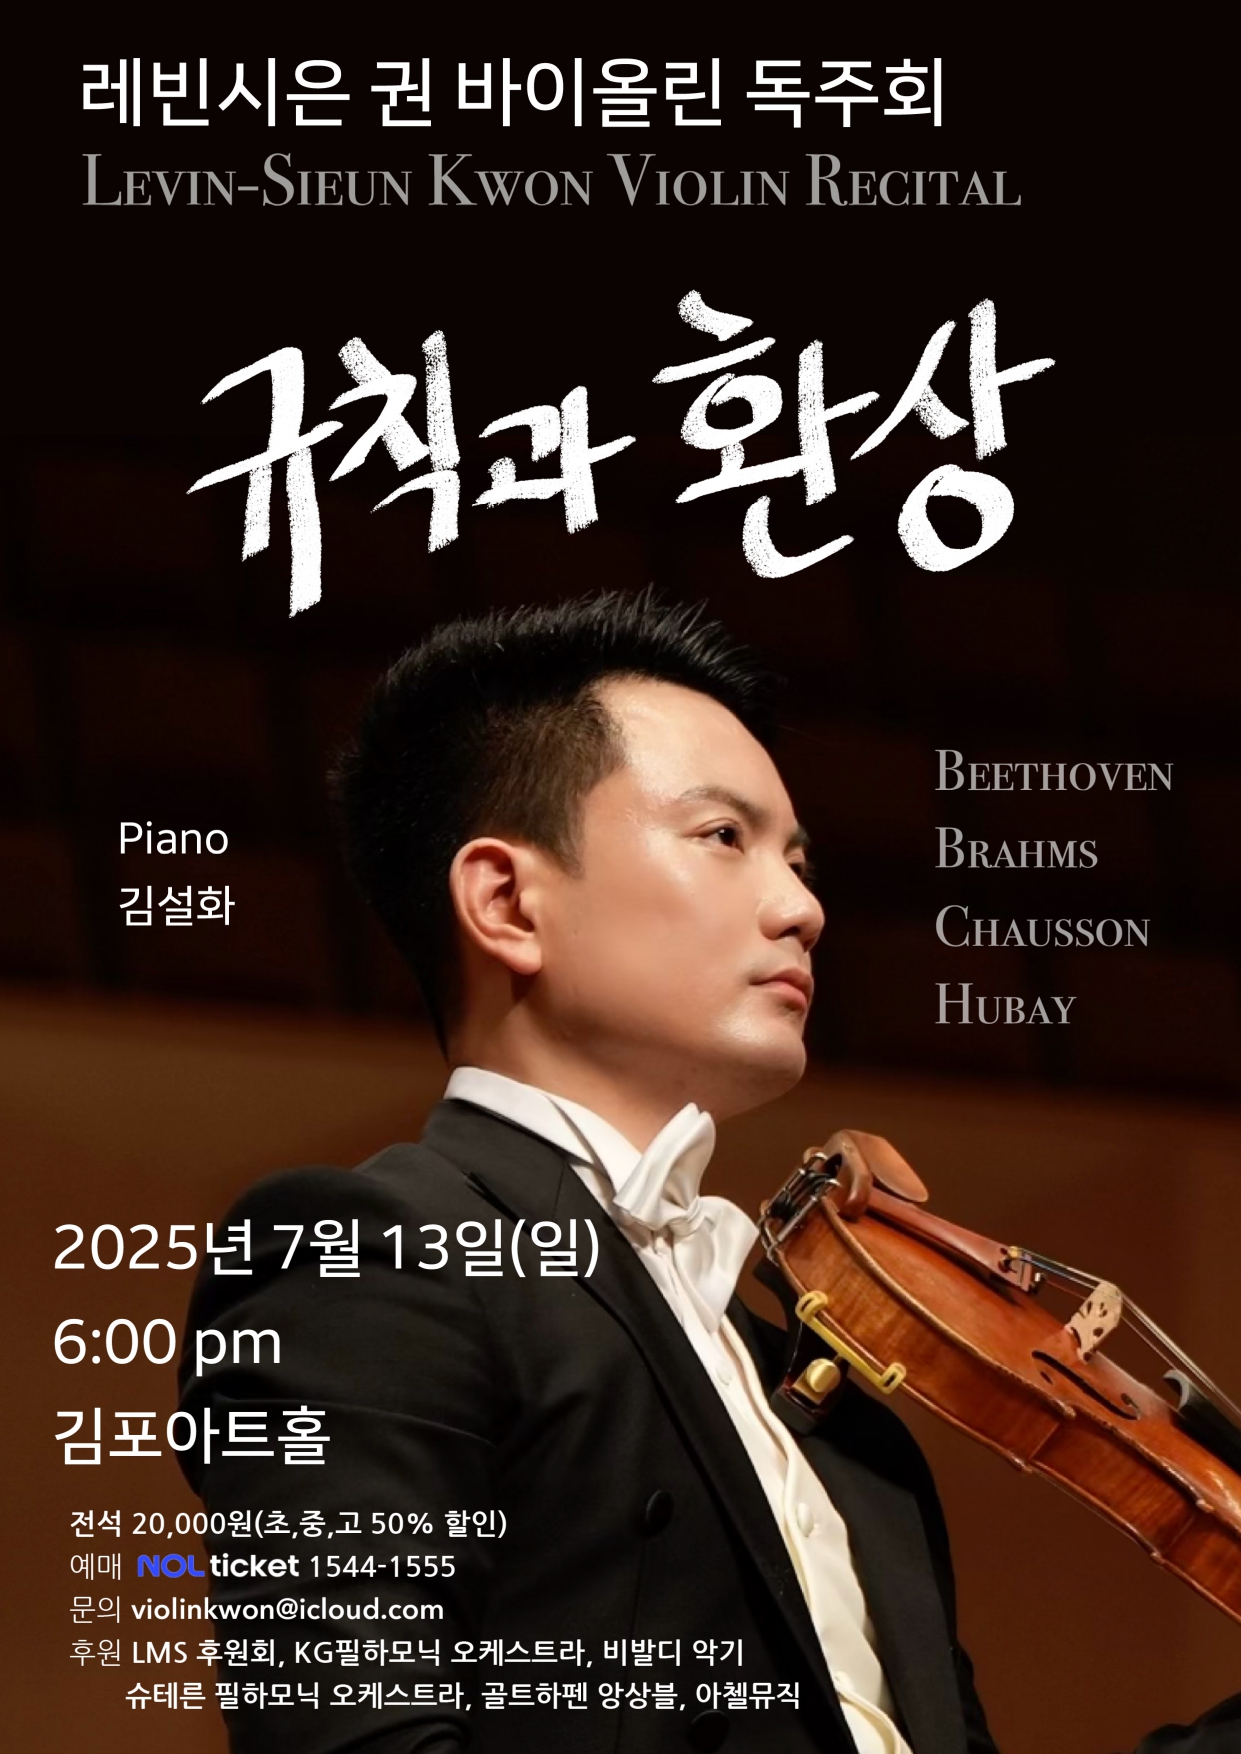 레빈시은 권 바이올린 독주회
Levin-Sieun Kwon Violin Recital
규칙과 환상
Piano
김설화
Beethoven
Brahms
Chausson
Hubay
2025년 7월 13일(일)
6:00 pm
김포아트홀
전석 20,000원(초,중,고 50% 할인)
예매 NOL ticket 1544-1555
문의 violinkwon@icloud.com
후원 LMS 후원회, KG필하모닉 오케스트라, 비발디 악기
슈테른 필하모닉 오케스트라, 골트하펜 앙상블, 아첼뮤직